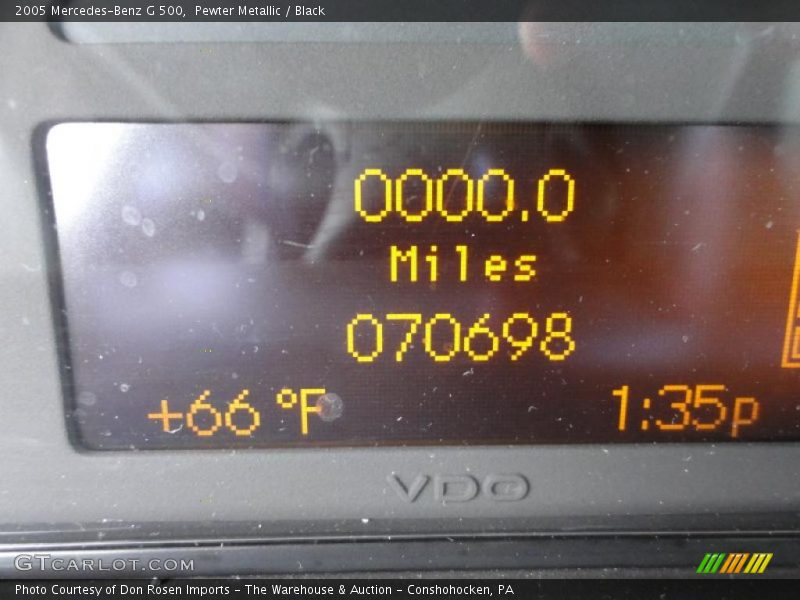 2005 Mercedes-Benz G 500,  Pewter Metallic / Black
0000.0
Miles
070698
+66 °F 1:35p
VDO
GTCARLOT.COM
Photo Courtesy of Don Rosen Imports - The Warehouse & Auction - Conshohocken, PA